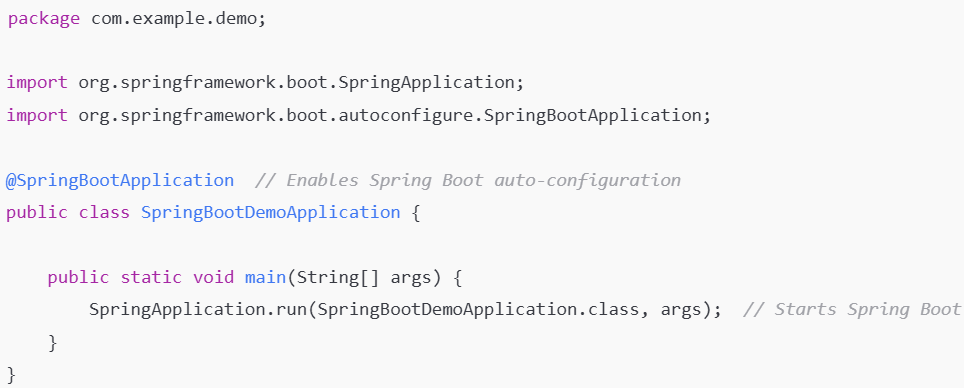 package com.example.demo;
import org.springframework.boot.SpringApplication;
import org.springframework.boot.autoconfigure.SpringBootApplication;
@SpringBootApplication  // Enables Spring Boot auto-configuration
public class SpringBootDemoApplication {
    public static void main(String[] args) {
        SpringApplication.run(SpringBootDemoApplication.class, args);  // Starts Spring Boot
    }
}